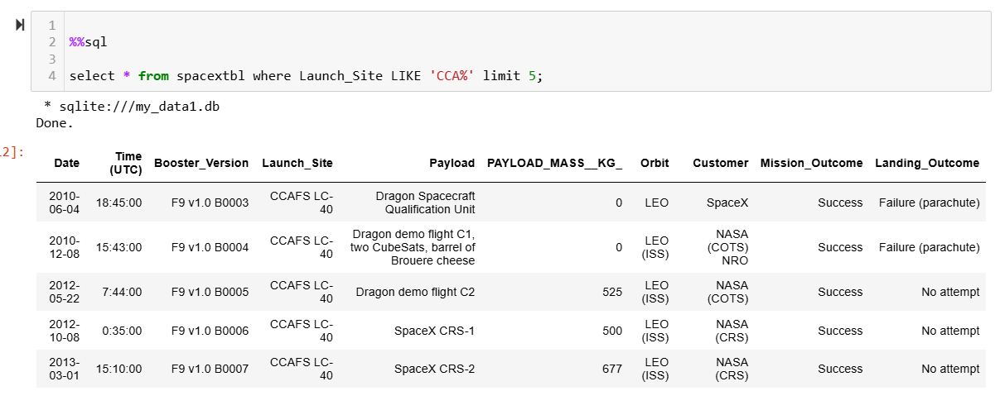 1
2 %%sql
3
4 select * from spacextbl where Launch_Site LIKE 'CCA%' limit 5;
* sqlite:///my_data1.db
Done.
2]:
Date Time (UTC) Booster_Version Launch_Site Payload PAYLOAD_MASS__KG_ Orbit Customer Mission_Outcome Landing_Outcome
2010-06-04 18:45:00 F9 v1.0 B0003 CCAFS LC-40 Dragon Spacecraft Qualification Unit 0 LEO SpaceX Success Failure (parachute)
2010-12-08 15:43:00 F9 v1.0 B0004 CCAFS LC-40 Dragon demo flight C1, two CubeSats, barrel of Brouere cheese 0 LEO (ISS) NASA (COTS) NRO Success Failure (parachute)
2012-05-22 7:44:00 F9 v1.0 B0005 CCAFS LC-40 Dragon demo flight C2 525 LEO (ISS) NASA (COTS) Success No attempt
2012-10-08 0:35:00 F9 v1.0 B0006 CCAFS LC-40 SpaceX CRS-1 500 LEO (ISS) NASA (CRS) Success No attempt
2013-03-01 15:10:00 F9 v1.0 B0007 CCAFS LC-40 SpaceX CRS-2 677 LEO (ISS) NASA (CRS) Success No attempt